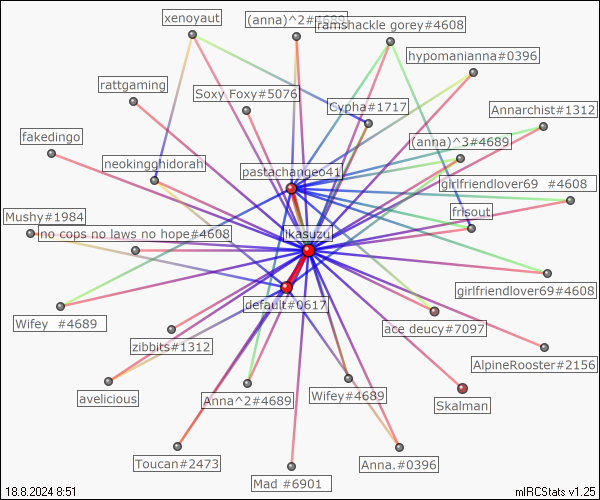 xenoyaut
(anna)^2#4689
ramshackle gorey#4608
hypomanianna#0396
rattgaming
Soxy Foxy#5076
Cypha#1717
Annarchist#1312
fakedingo
(anna)^3#4689
neokingghidorah
pastachangeo41
girlfriendlover69 #4608
Mushy#1984
frisout
no cops no laws no hope#4608
ikasuzu
girlfriendlover69#4608
default#0617
Wifey #4689
ace deucy#7097
zibbits#1312
AlpineRooster#2156
avelicious
Anna^2#4689
Wifey#4689
Skalman
Toucan#2473
Anna.#0396
Mad #6901
18.8.2024 8:51
mIRCStats v1.25